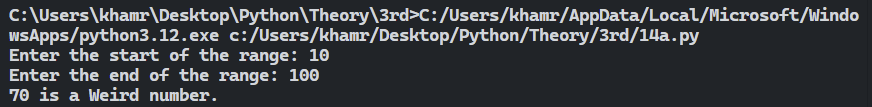 C:\Users\khamr\Desktop\Python\Theory\3rd>C:/Users/khamr/AppData/Local/Microsoft/Windo
wsApps/python3.12.exe c:/Users/khamr/Desktop/Python/Theory/3rd/14a.py
Enter the start of the range: 10
Enter the end of the range: 100
70 is a Weird number.